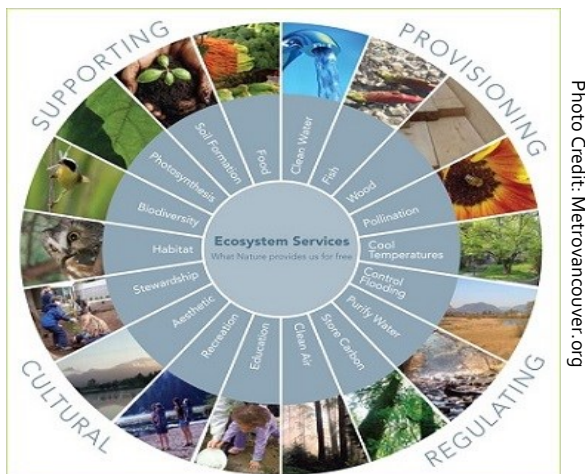 SUPPORTING
PROVISIONING
Ecosystem Services
What Nature provides us for free
Food
Clean Water
Fish
Wood
Pollination
Cool
Temperatures
Control
Flooding
Purify Water
Store Carbon
Clean Air
Education
Recreation
Aesthetic
Stewardship
Habitat
Biodiversity
Photosynthesis
Soil Formation
CULTURAL
REGULATING
Photo Credit: Metrovancouver.org